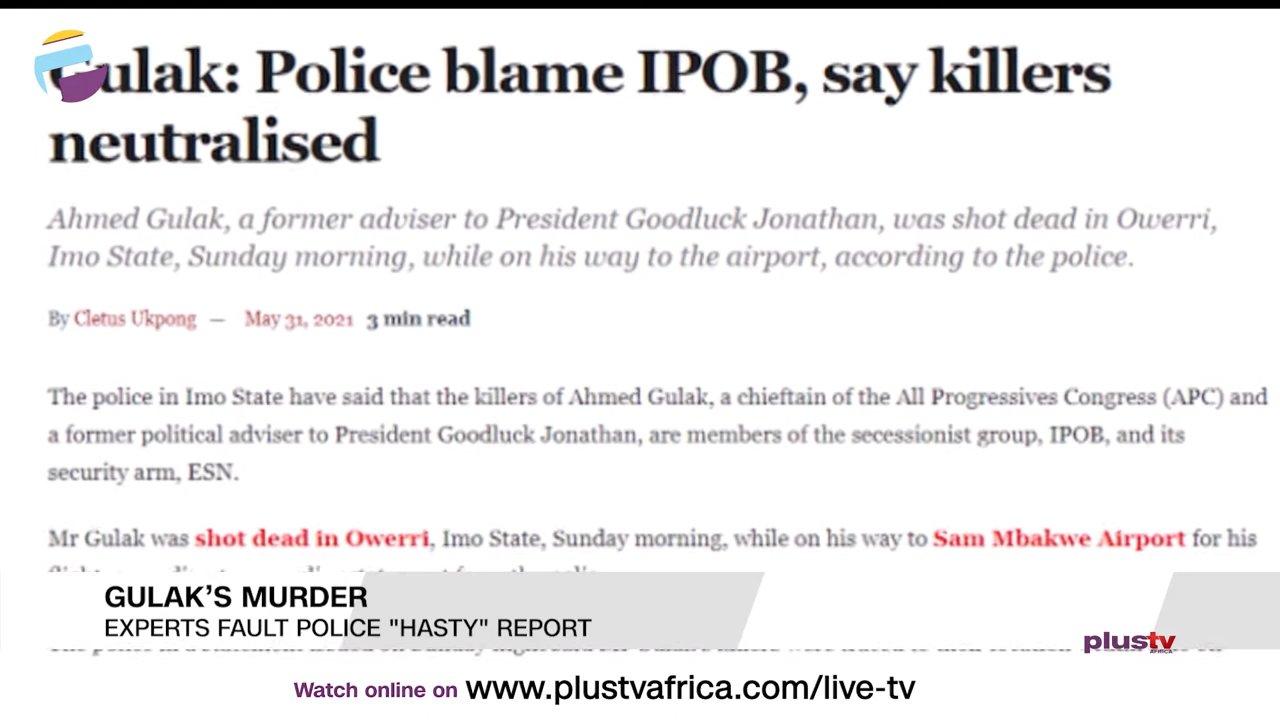 Gulak: Police blame IPOB, say killers
neutralised
Ahmed Gulak, a former adviser to President Goodluck Jonathan, was shot dead in Owerri,
Imo State, Sunday morning, while on his way to the airport, according to the police.
By Cletus Ukpong — May 31, 2021 3 min read
The police in Imo State have said that the killers of Ahmed Gulak, a chieftain of the All Progressives Congress (APC) and
a former political adviser to President Goodluck Jonathan, are members of the secessionist group, IPOB, and its
security arm, ESN.
Mr Gulak was shot dead in Owerri, Imo State, Sunday morning, while on his way to Sam Mbakwe Airport for his
GULAK'S MURDER
EXPERTS FAULT POLICE "HASTY" REPORT
plustv
AFRICA
Watch online on www.plustvafrica.com/live-tv